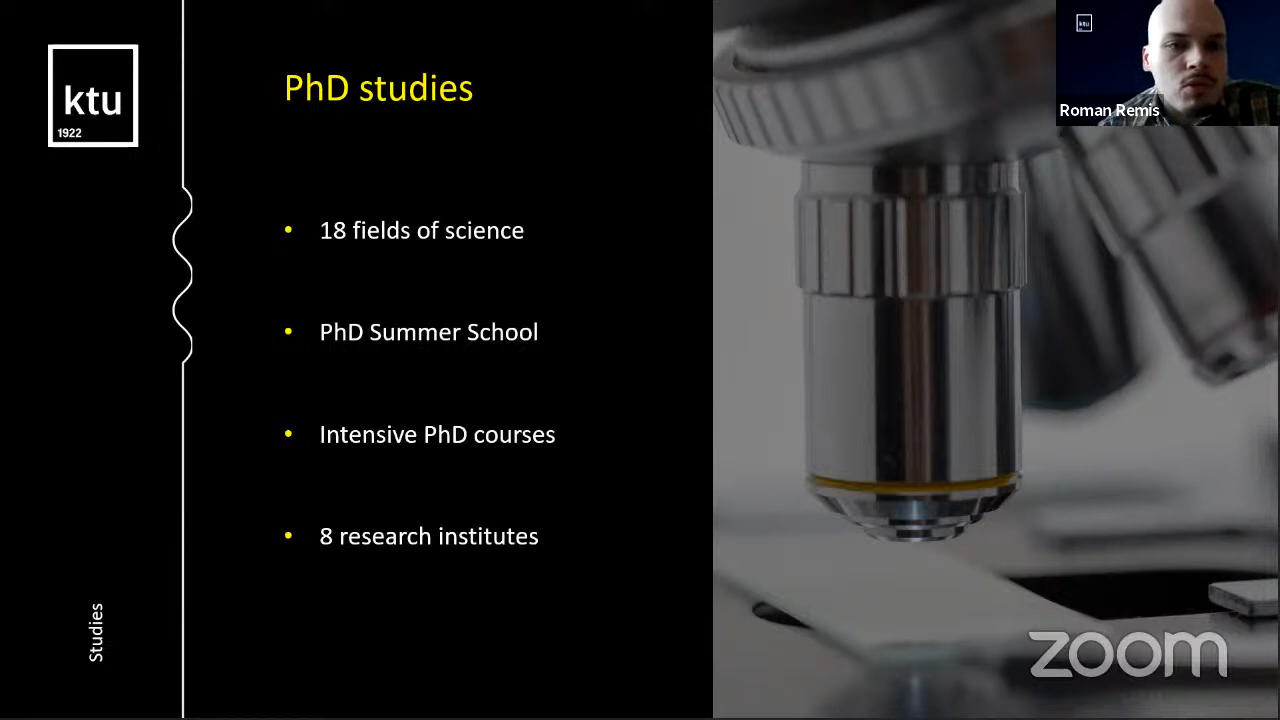 ktu
1922
PhD studies
• 18 fields of science
• PhD Summer School
• Intensive PhD courses
• 8 research institutes
Studies
ktu
Roman Remis
zoom